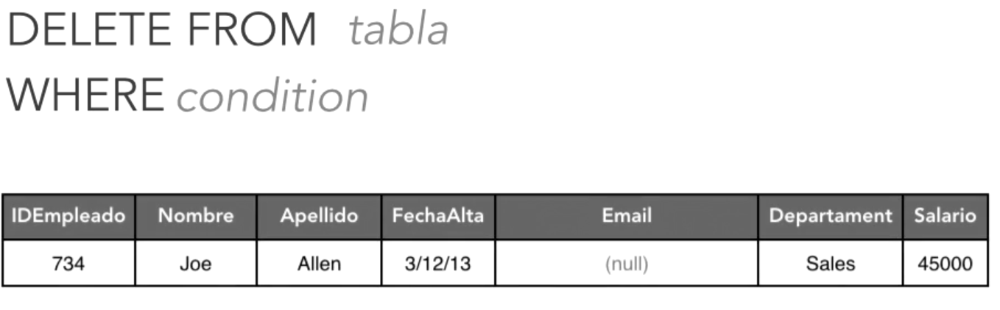 DELETE FROM tabla
WHERE condition
IDEmpleado Nombre Apellido FechaAlta Email Departament Salario
734 Joe Allen 3/12/13 (null) Sales 45000